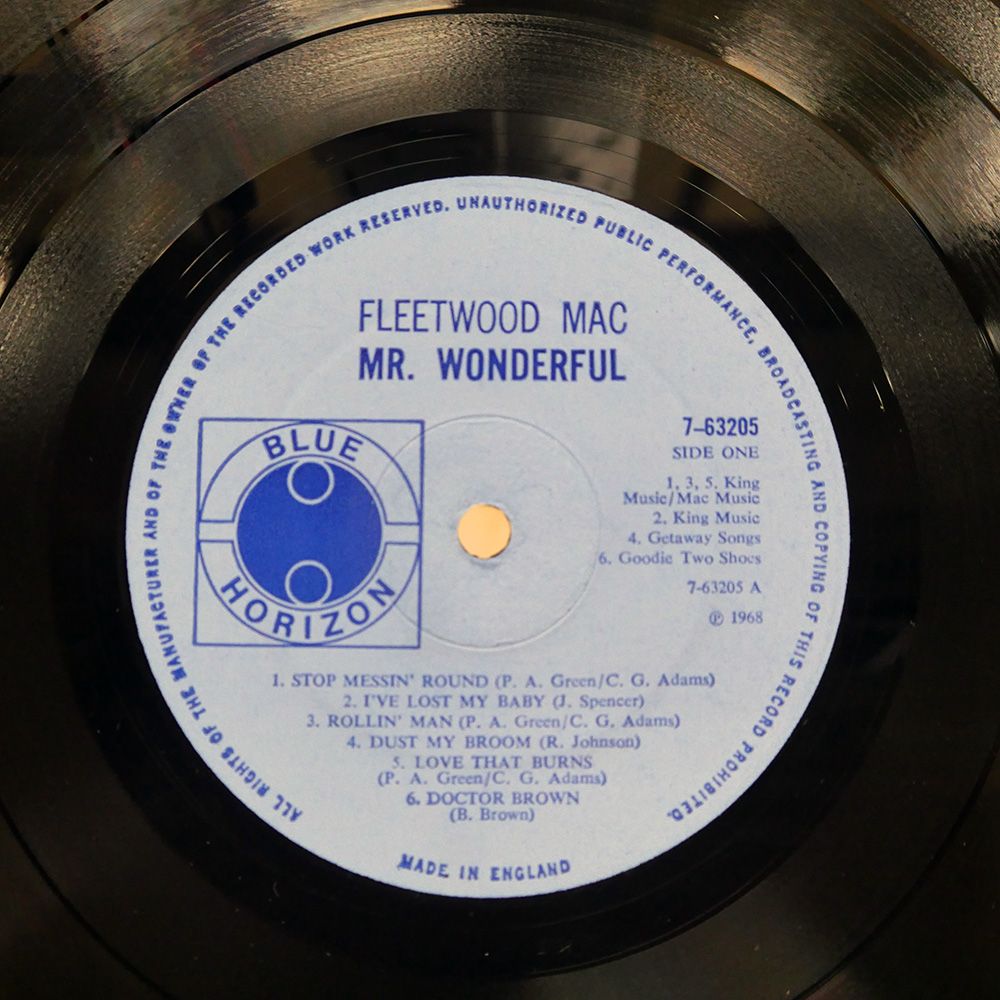 ALL RIGHTS OF THE MANUFACTURER AND OF THE OWNER OF THE RECORDED WORK RESERVED. UNAUTHORIZED PUBLIC PERFORMANCE, BROADCASTING AND COPYING OF THIS RECORD PROHIBITED.
FLEETWOOD MAC
MR. WONDERFUL
BLUE
HORIZON
7–63205
SIDE ONE
1, 3, 5. King
Music/Mac Music
2. King Music
4. Getaway Songs
6. Goodie Two Shoes
7-63205 A
℗ 1968
1. STOP MESSIN' ROUND (P. A. Green/C. G. Adams)
2. I'VE LOST MY BABY (J. Spencer)
3. ROLLIN' MAN (P. A. Green/C. G. Adams)
4. DUST MY BROOM (R. Johnson)
5. LOVE THAT BURNS
(P. A. Green/C. G. Adams)
6. DOCTOR BROWN
(B. Brown)
MADE IN ENGLAND